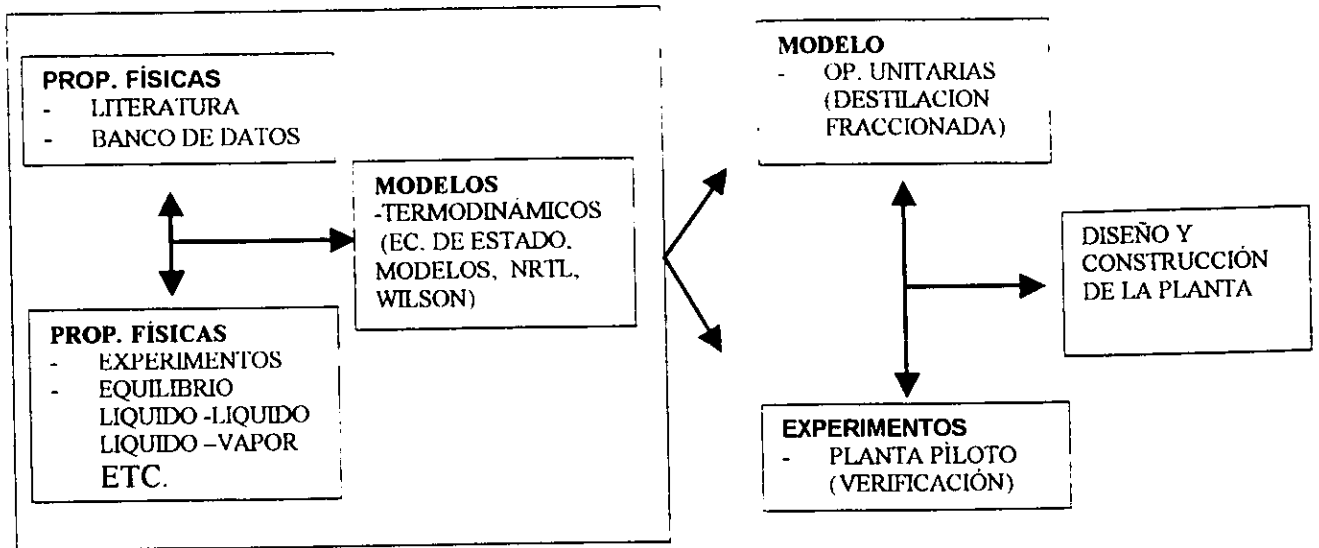 PROP. FÍSICAS
- LITERATURA
- BANCO DE DATOS
MODELOS
-TERMODINÁMICOS
(EC. DE ESTADO.
MODELOS, NRTL,
WILSON)
PROP. FÍSICAS
- EXPERIMENTOS
- EQUILIBRIO
LIQUIDO -LIQUIDO
LIQUIDO –VAPOR
ETC.
MODELO
- OP. UNITARIAS
(DESTILACION
FRACCIONADA)
DISEÑO Y
CONSTRUCCIÓN
DE LA PLANTA
EXPERIMENTOS
- PLANTA PÍLOTO
(VERIFICACIÓN)